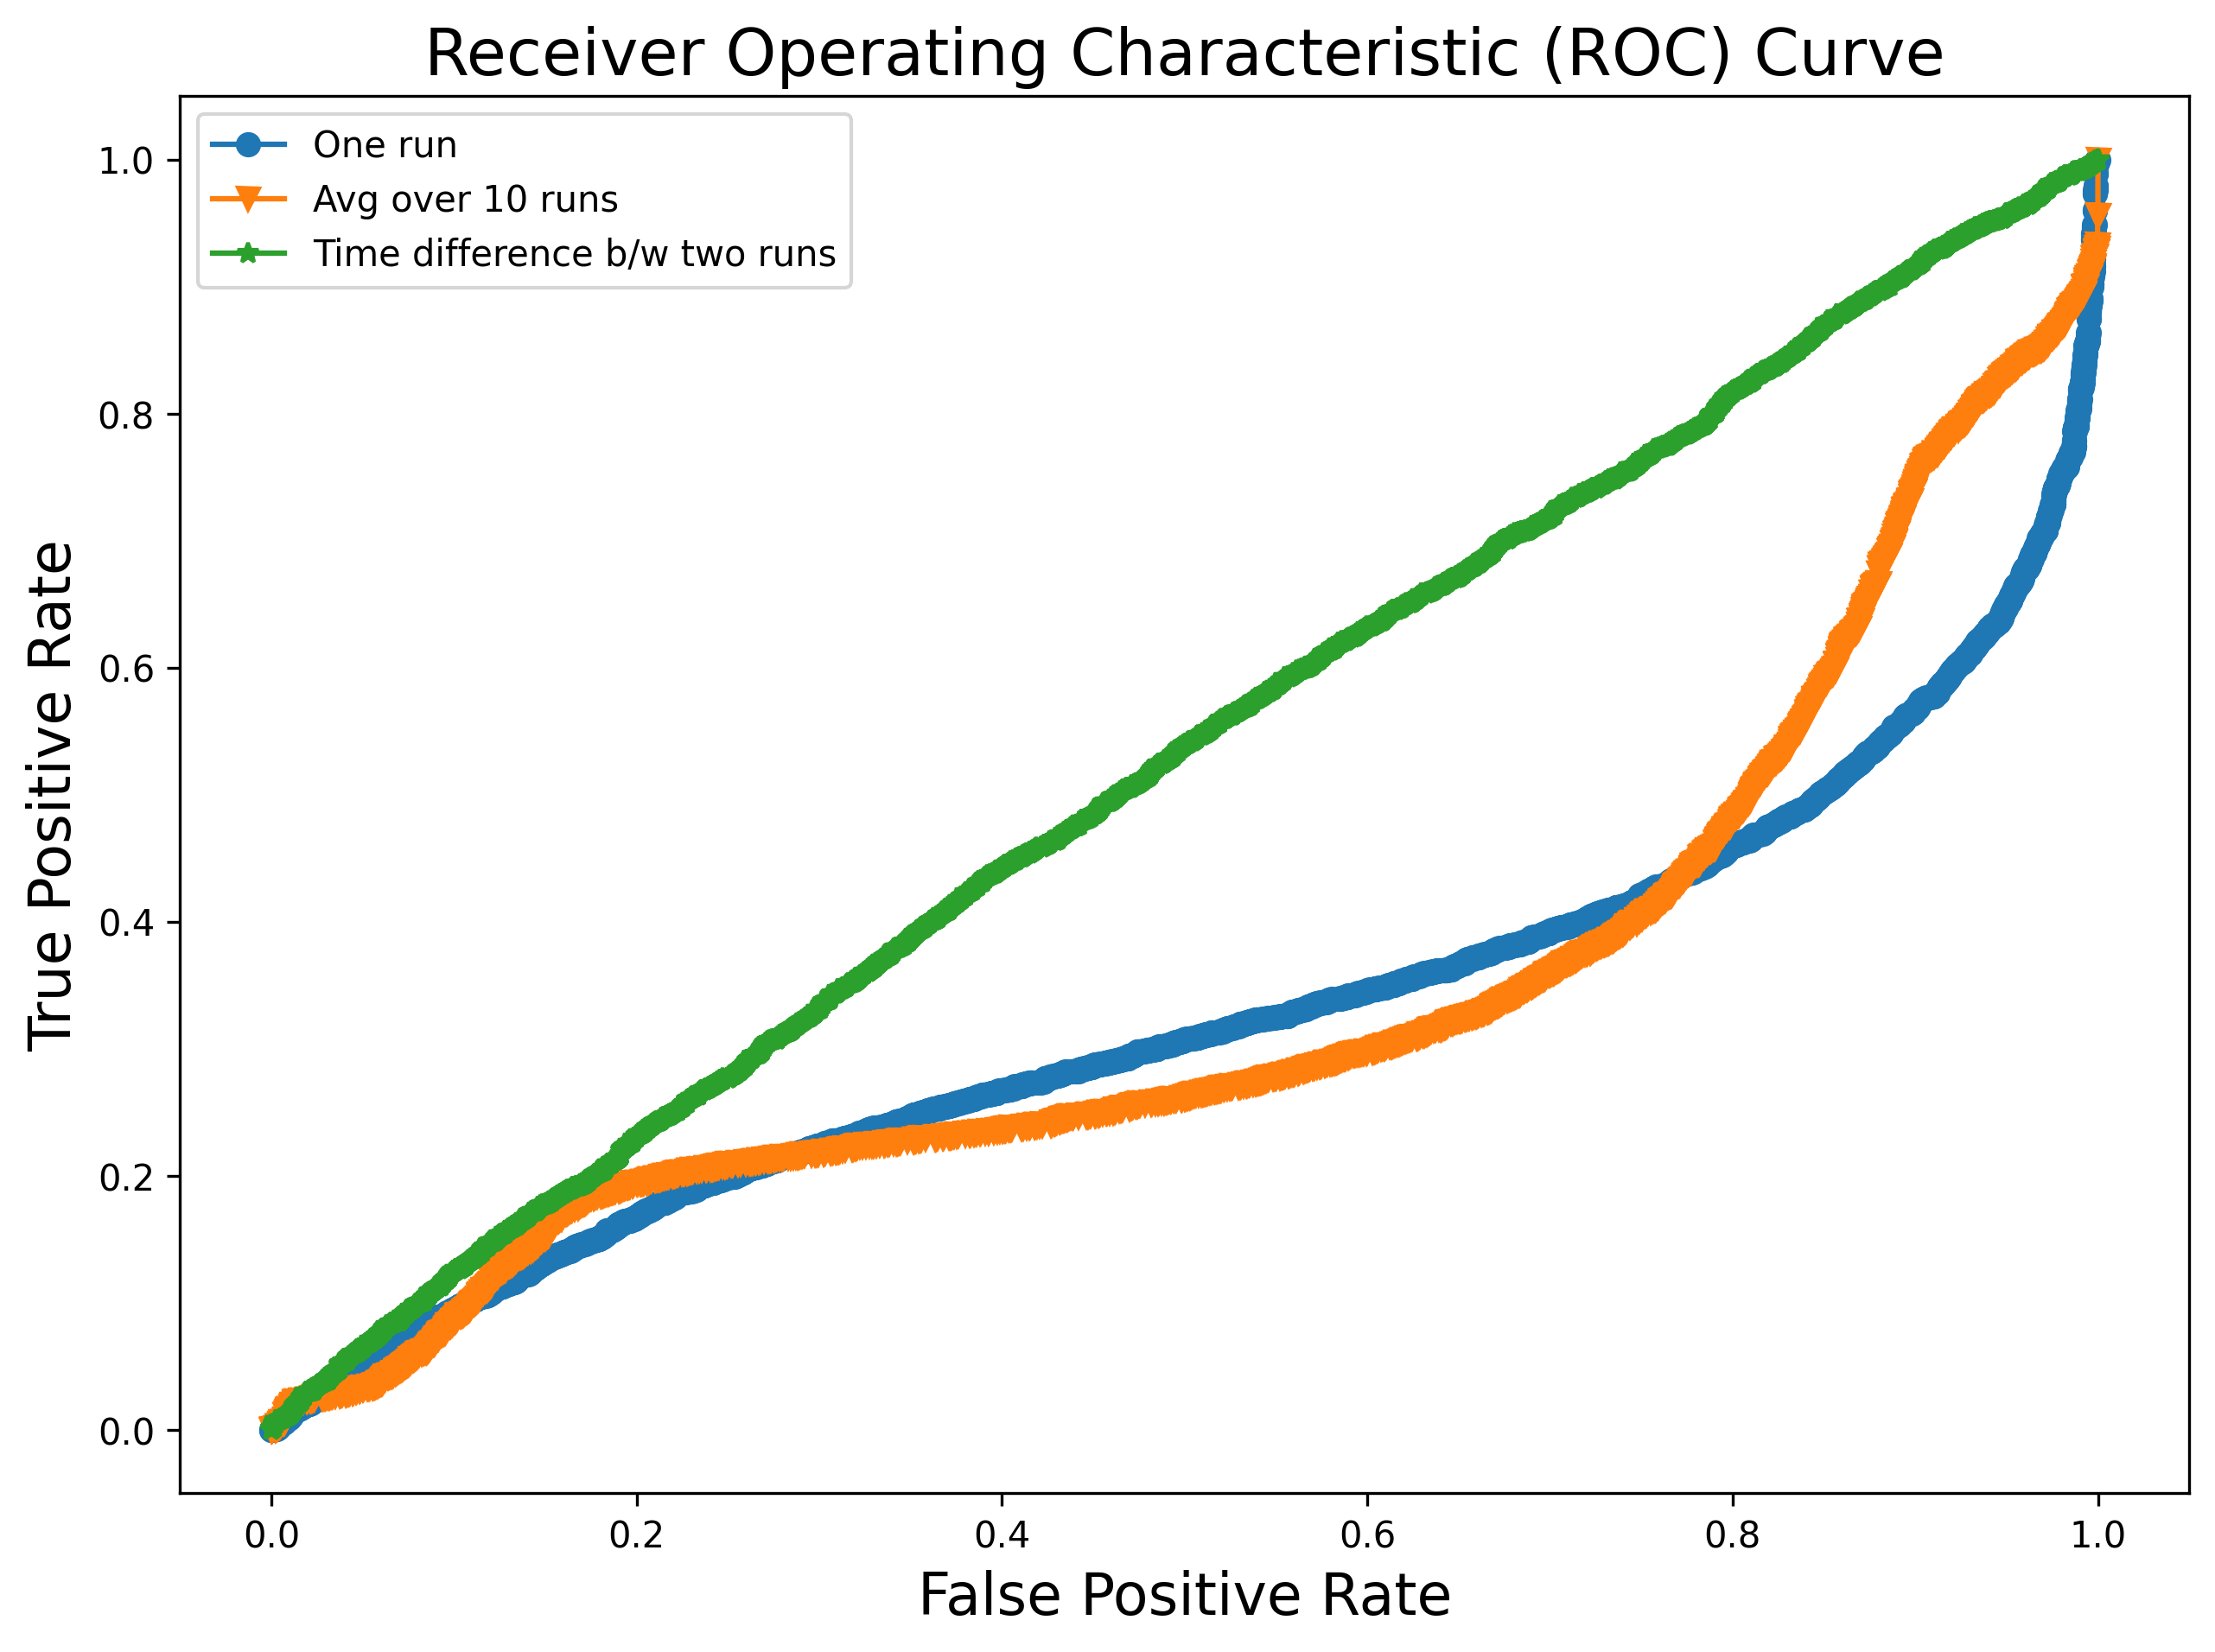 Receiver Operating Characteristic (ROC) Curve
One run
Avg over 10 runs
Time difference b/w two runs
True Positive Rate
1.0
0.8
0.6
0.4
0.2
0.0
0.0 0.2 0.4 0.6 0.8 1.0
False Positive Rate